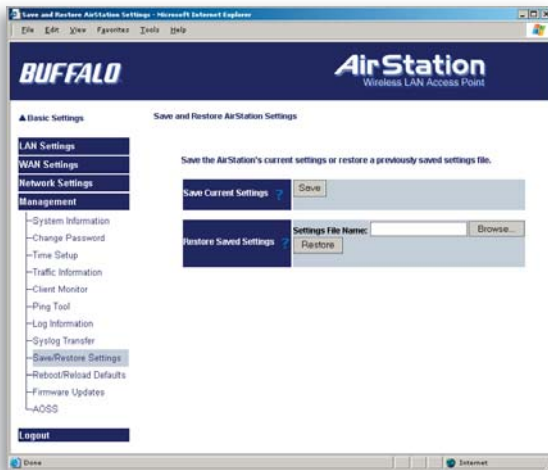 Save and Restore AirStation Settings - Microsoft Internet Explorer
File Edit View Favorites Tools Help
BUFFALO
AirStation
Wireless LAN Access Point
Basic Settings
Save and Restore AirStation Settings
LAN Settings
WAN Settings
Network Settings
Management
System Information
Change Password
Time Setup
Traffic Information
Client Monitor
Ping Tool
Log Information
Syslog Transfer
Save/Restore Settings
Reboot/Reload Defaults
Firmware Updates
AOSS
Logout
Save the AirStation's current settings or restore a previously saved settings file.
Save Current Settings ? Save
Restore Saved Settings ? Settings File Name: Browse...
Restore
Done Internet